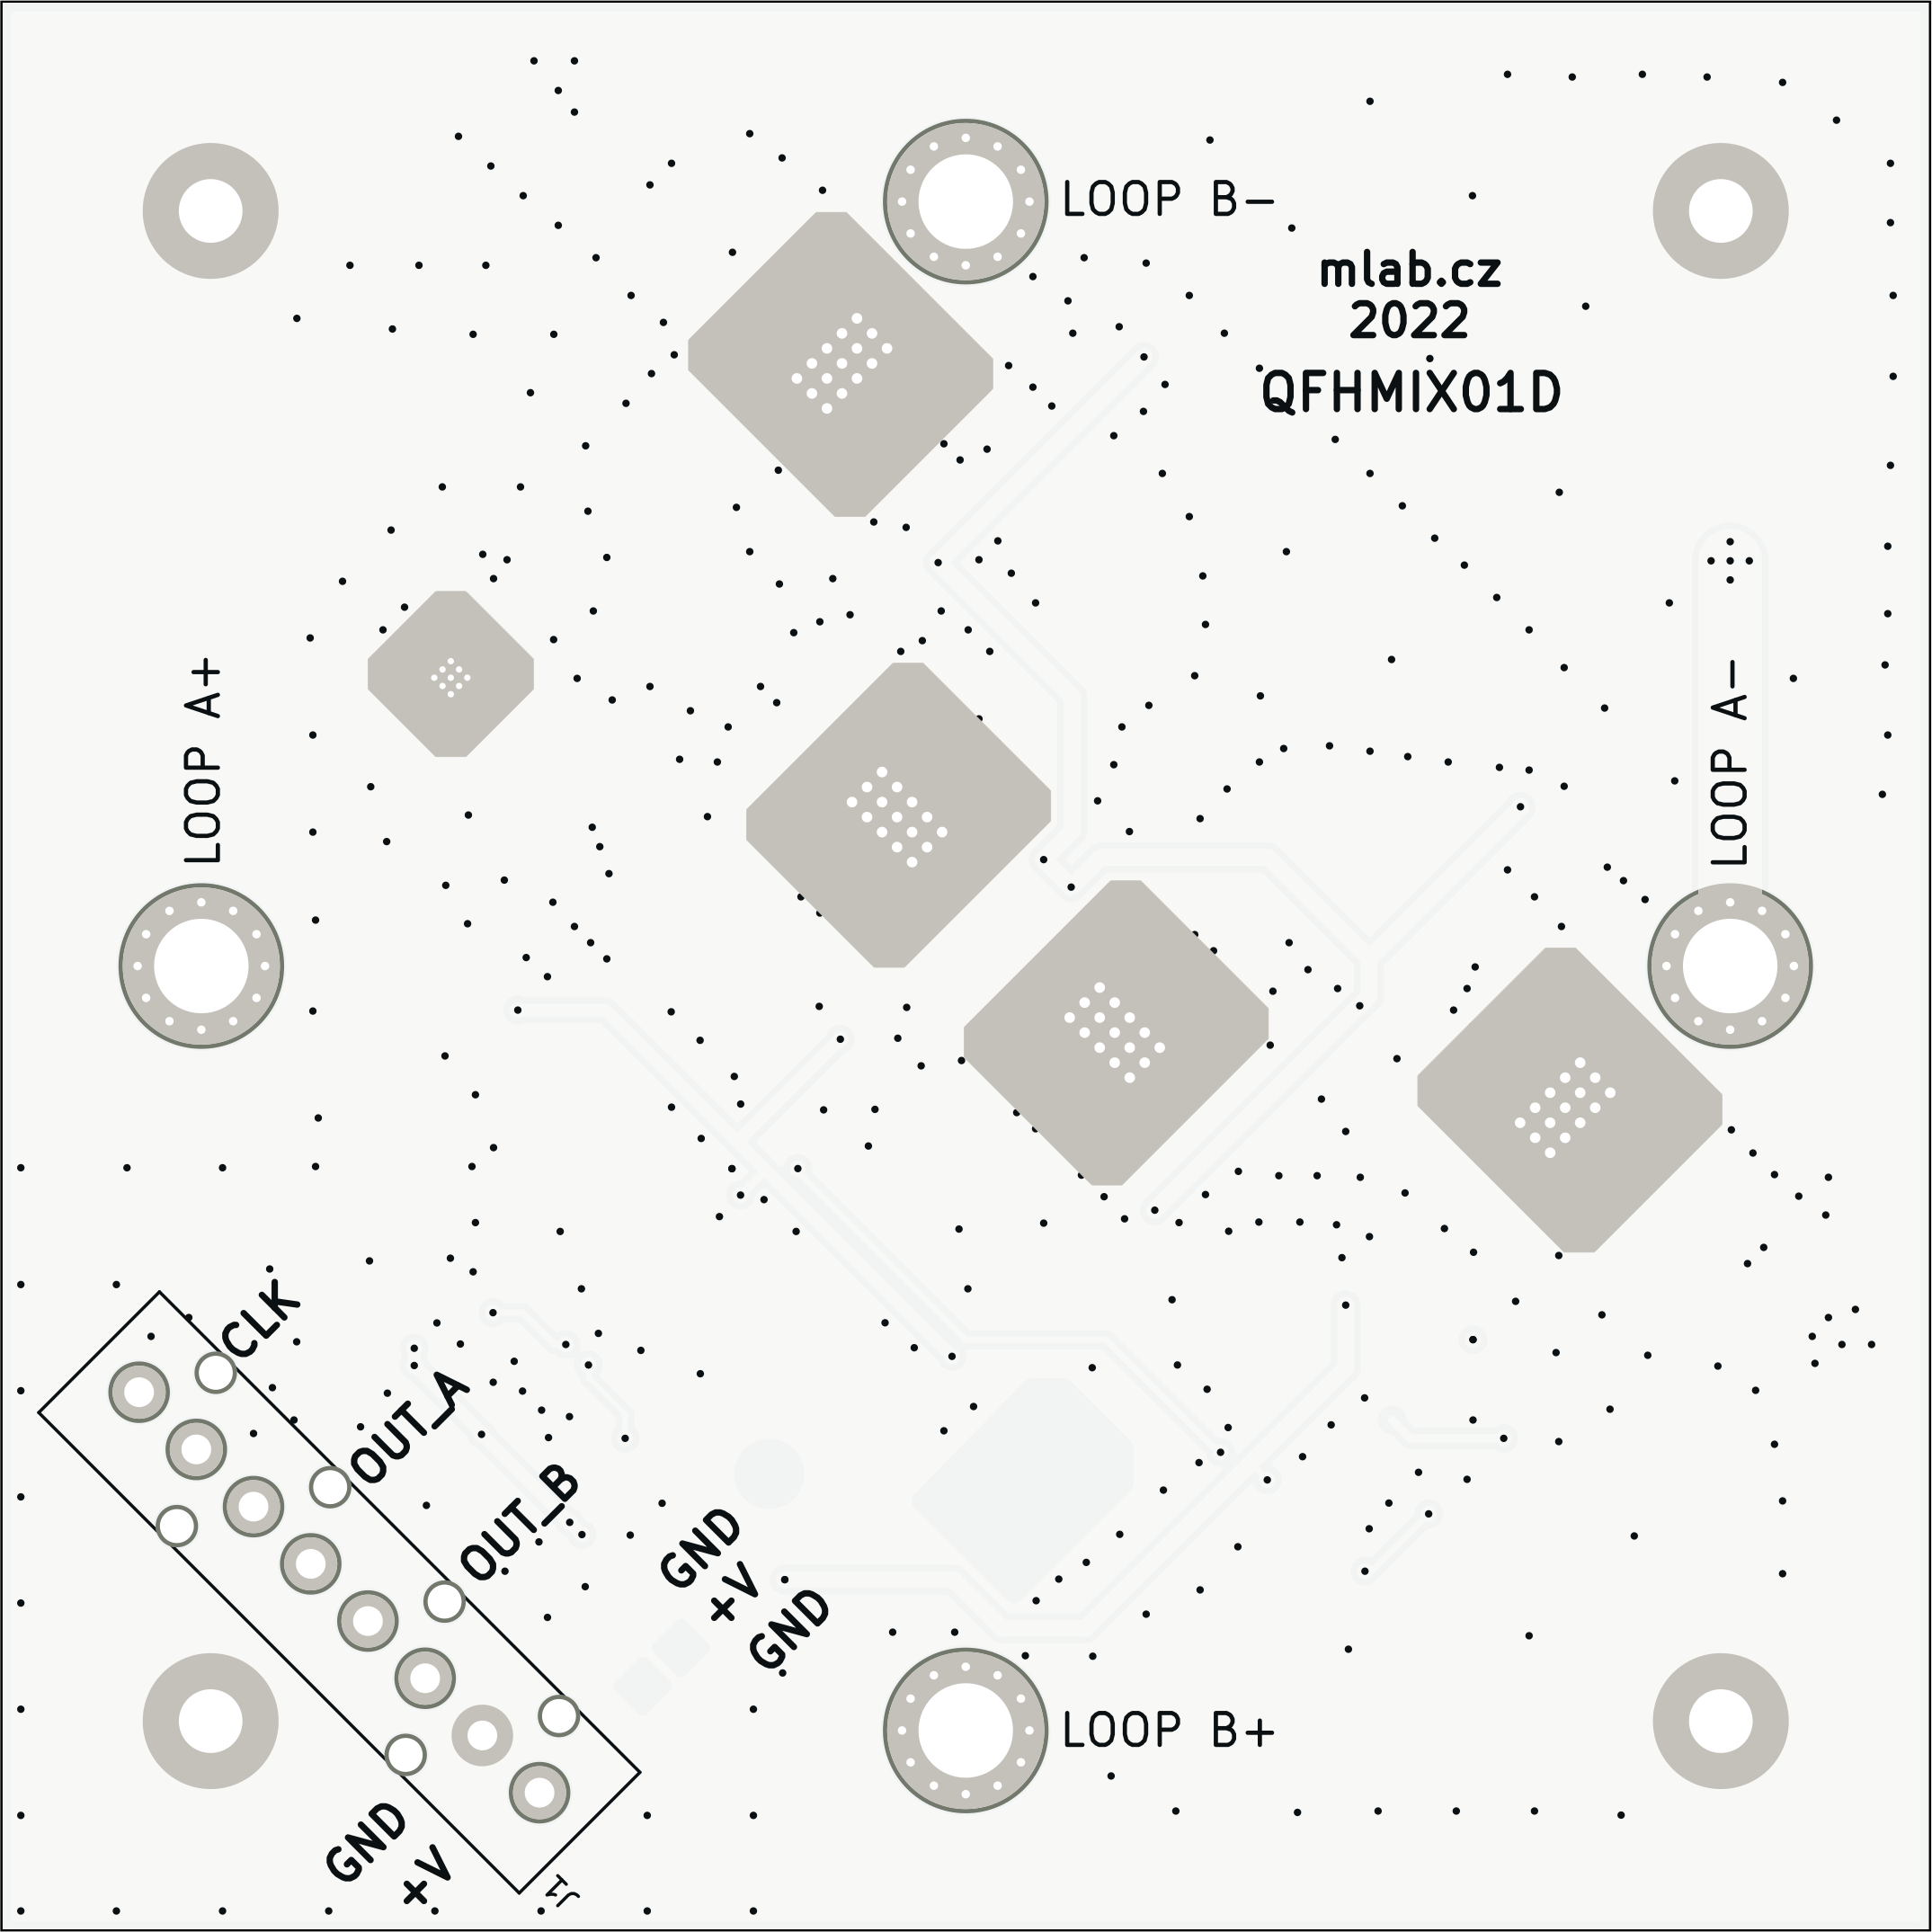 LOOP B-
mlab.cz
2022
QFHMIX01D
LOOP A+
LOOP A-
CLK
OUT_A
OUT_B
GND
+V
GND
LOOP B+
GND
+V
J1